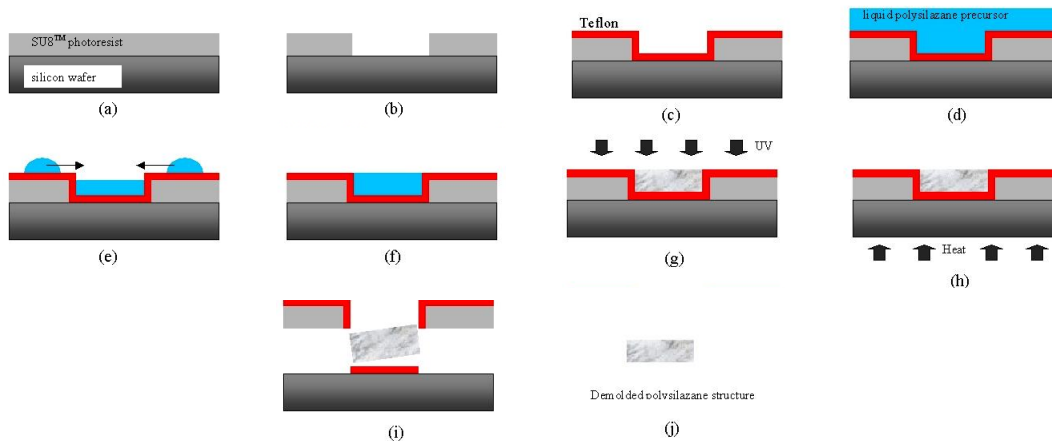 SU8™ photoresist
silicon wafer
(a)
(b)
Teflon
(c)
liquid polysilazane precursor
(d)
(e)
(f)
UV
(g)
Heat
(h)
(i)
Demolded polysilazane structure
(j)